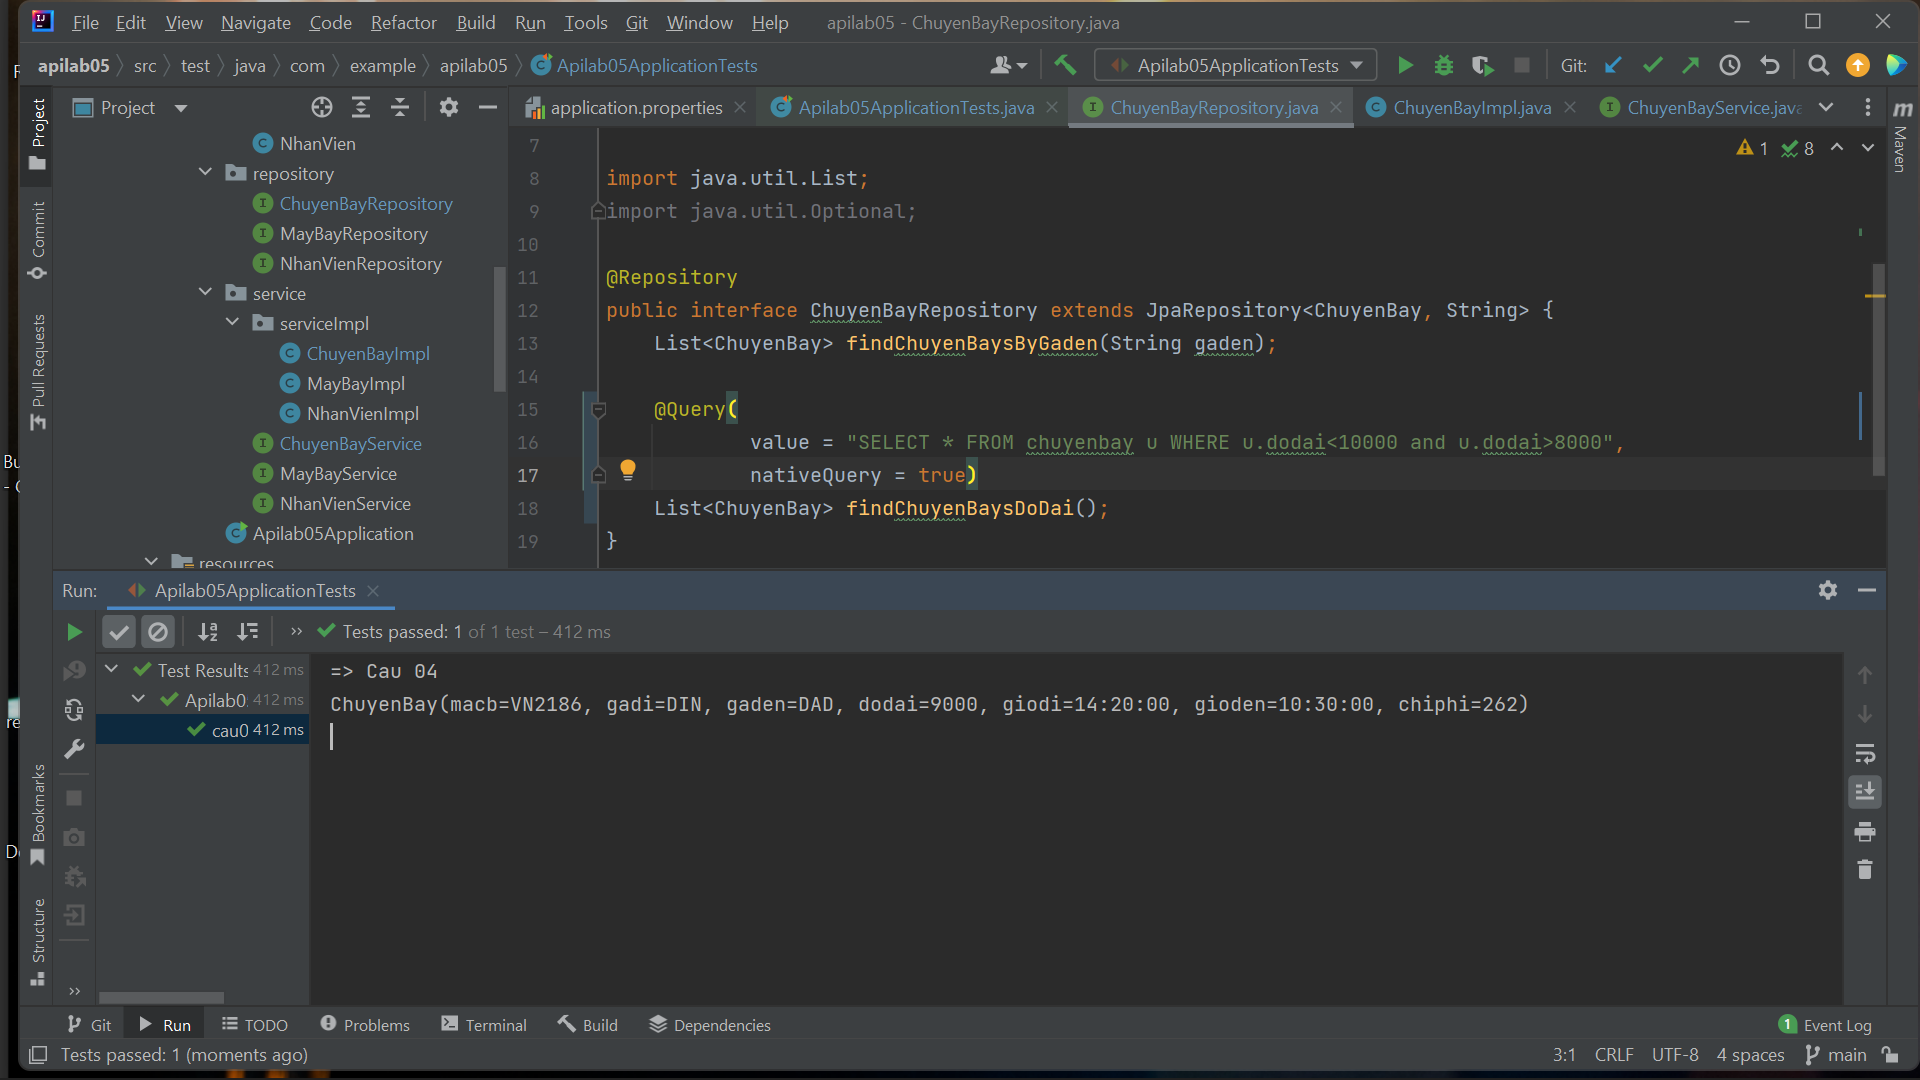 File Edit View Navigate Code Refactor Build Run Tools Git Window Help apilab05 - ChuyenBayRepository.java
apilab05 src test java com example apilab05 Apilab05ApplicationTests Apilab05ApplicationTests Git:
Project
application.properties Apilab05ApplicationTests.java ChuyenBayRepository.java ChuyenBayImpl.java ChuyenBayService.java
Project
Commit
Pull Requests
Bookmarks
Structure
Maven
NhanVien
repository
ChuyenBayRepository
MayBayRepository
NhanVienRepository
service
serviceImpl
ChuyenBayImpl
MayBayImpl
NhanVienImpl
ChuyenBayService
MayBayService
NhanVienService
Apilab05Application
resources
1 8
7
8 import java.util.List;
9 import java.util.Optional;
10
11 @Repository
12 public interface ChuyenBayRepository extends JpaRepository<ChuyenBay, String> {
13 List<ChuyenBay> findChuyenBaysByGaden(String gaden);
14
15 @Query(
16 value = "SELECT * FROM chuyenbay u WHERE u.dodai<10000 and u.dodai>8000",
17 nativeQuery = true)
18 List<ChuyenBay> findChuyenBaysDoDai();
19 }
Run: Apilab05ApplicationTests
Tests passed: 1 of 1 test – 412 ms
Test Results 412 ms
Apilab0 412 ms
cau0 412 ms
=> Cau 04
ChuyenBay(macb=VN2186, gadi=DIN, gaden=DAD, dodai=9000, giodi=14:20:00, gioden=10:30:00, chiphi=262)
Git Run TODO Problems Terminal Build Dependencies 1 Event Log
Tests passed: 1 (moments ago) 3:1 CRLF UTF-8 4 spaces main